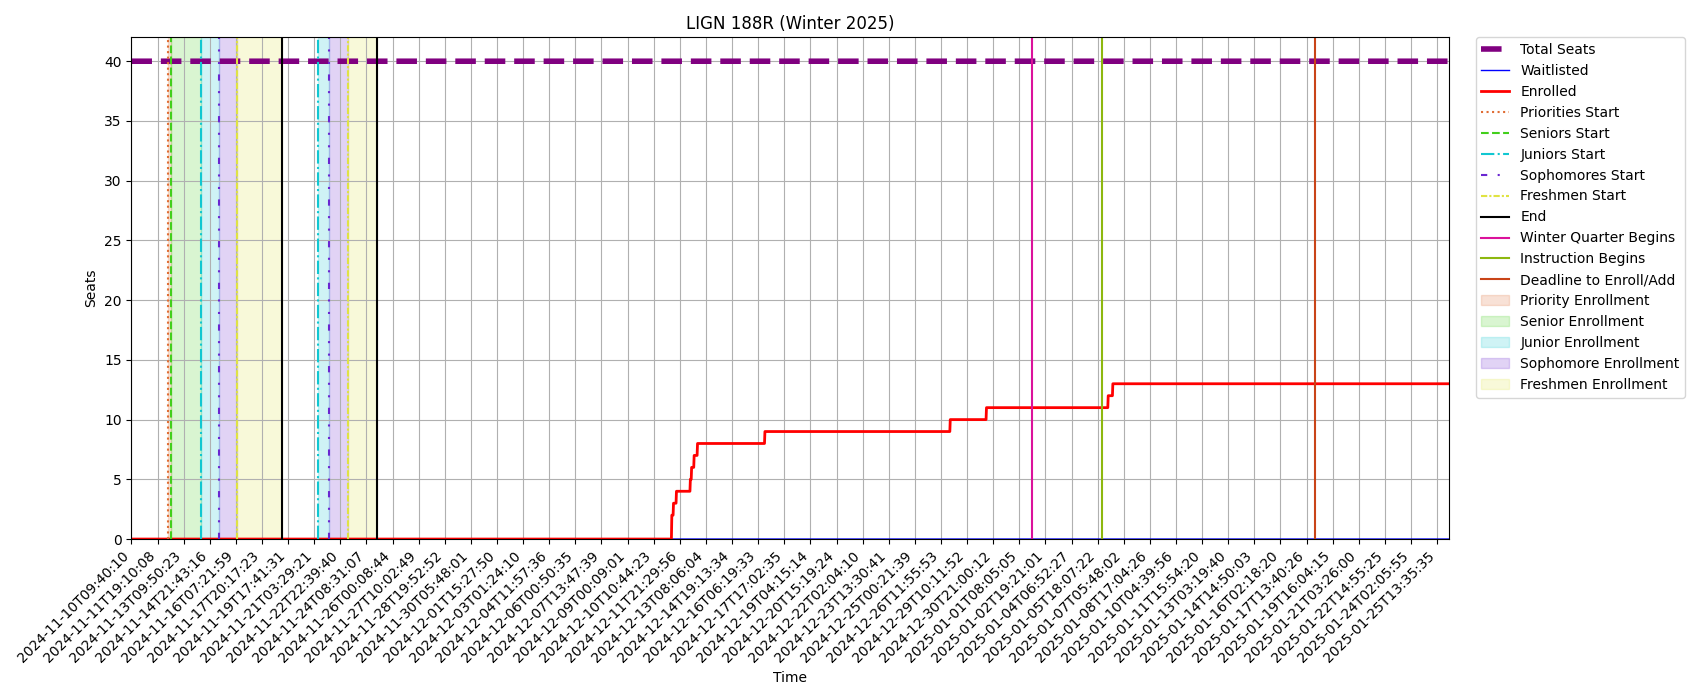 LIGN 188R (Winter 2025)
Seats
40
35
30
25
20
15
10
5
0
2024-11-10T09:40:10
2024-11-11T19:10:08
2024-11-13T09:50:23
2024-11-14T21:43:16
2024-11-16T07:21:59
2024-11-17T20:17:23
2024-11-19T17:41:31
2024-11-21T03:29:21
2024-11-22T22:39:40
2024-11-24T08:31:07
2024-11-26T00:08:44
2024-11-27T10:02:49
2024-11-28T19:52:52
2024-11-30T05:48:01
2024-12-01T15:27:50
2024-12-03T01:24:10
2024-12-04T11:57:36
2024-12-06T00:50:35
2024-12-07T13:47:39
2024-12-09T00:09:01
2024-12-10T10:44:23
2024-12-11T21:29:56
2024-12-13T08:06:04
2024-12-14T19:13:34
2024-12-16T06:19:33
2024-12-17T17:02:35
2024-12-19T04:15:14
2024-12-20T15:19:24
2024-12-22T02:04:10
2024-12-23T13:30:41
2024-12-25T00:21:39
2024-12-26T11:55:53
2024-12-29T10:11:52
2024-12-30T21:00:12
2025-01-01T08:05:05
2025-01-02T19:21:01
2025-01-04T06:52:27
2025-01-05T18:07:22
2025-01-07T05:48:02
2025-01-08T17:04:26
2025-01-10T04:39:56
2025-01-11T15:54:20
2025-01-13T03:19:40
2025-01-14T14:50:03
2025-01-16T02:18:20
2025-01-17T13:40:26
2025-01-19T16:04:15
2025-01-21T03:26:00
2025-01-22T14:55:25
2025-01-24T02:05:55
2025-01-25T13:35:35
Time
Total Seats
Waitlisted
Enrolled
Priorities Start
Seniors Start
Juniors Start
Sophomores Start
Freshmen Start
End
Winter Quarter Begins
Instruction Begins
Deadline to Enroll/Add
Priority Enrollment
Senior Enrollment
Junior Enrollment
Sophomore Enrollment
Freshmen Enrollment